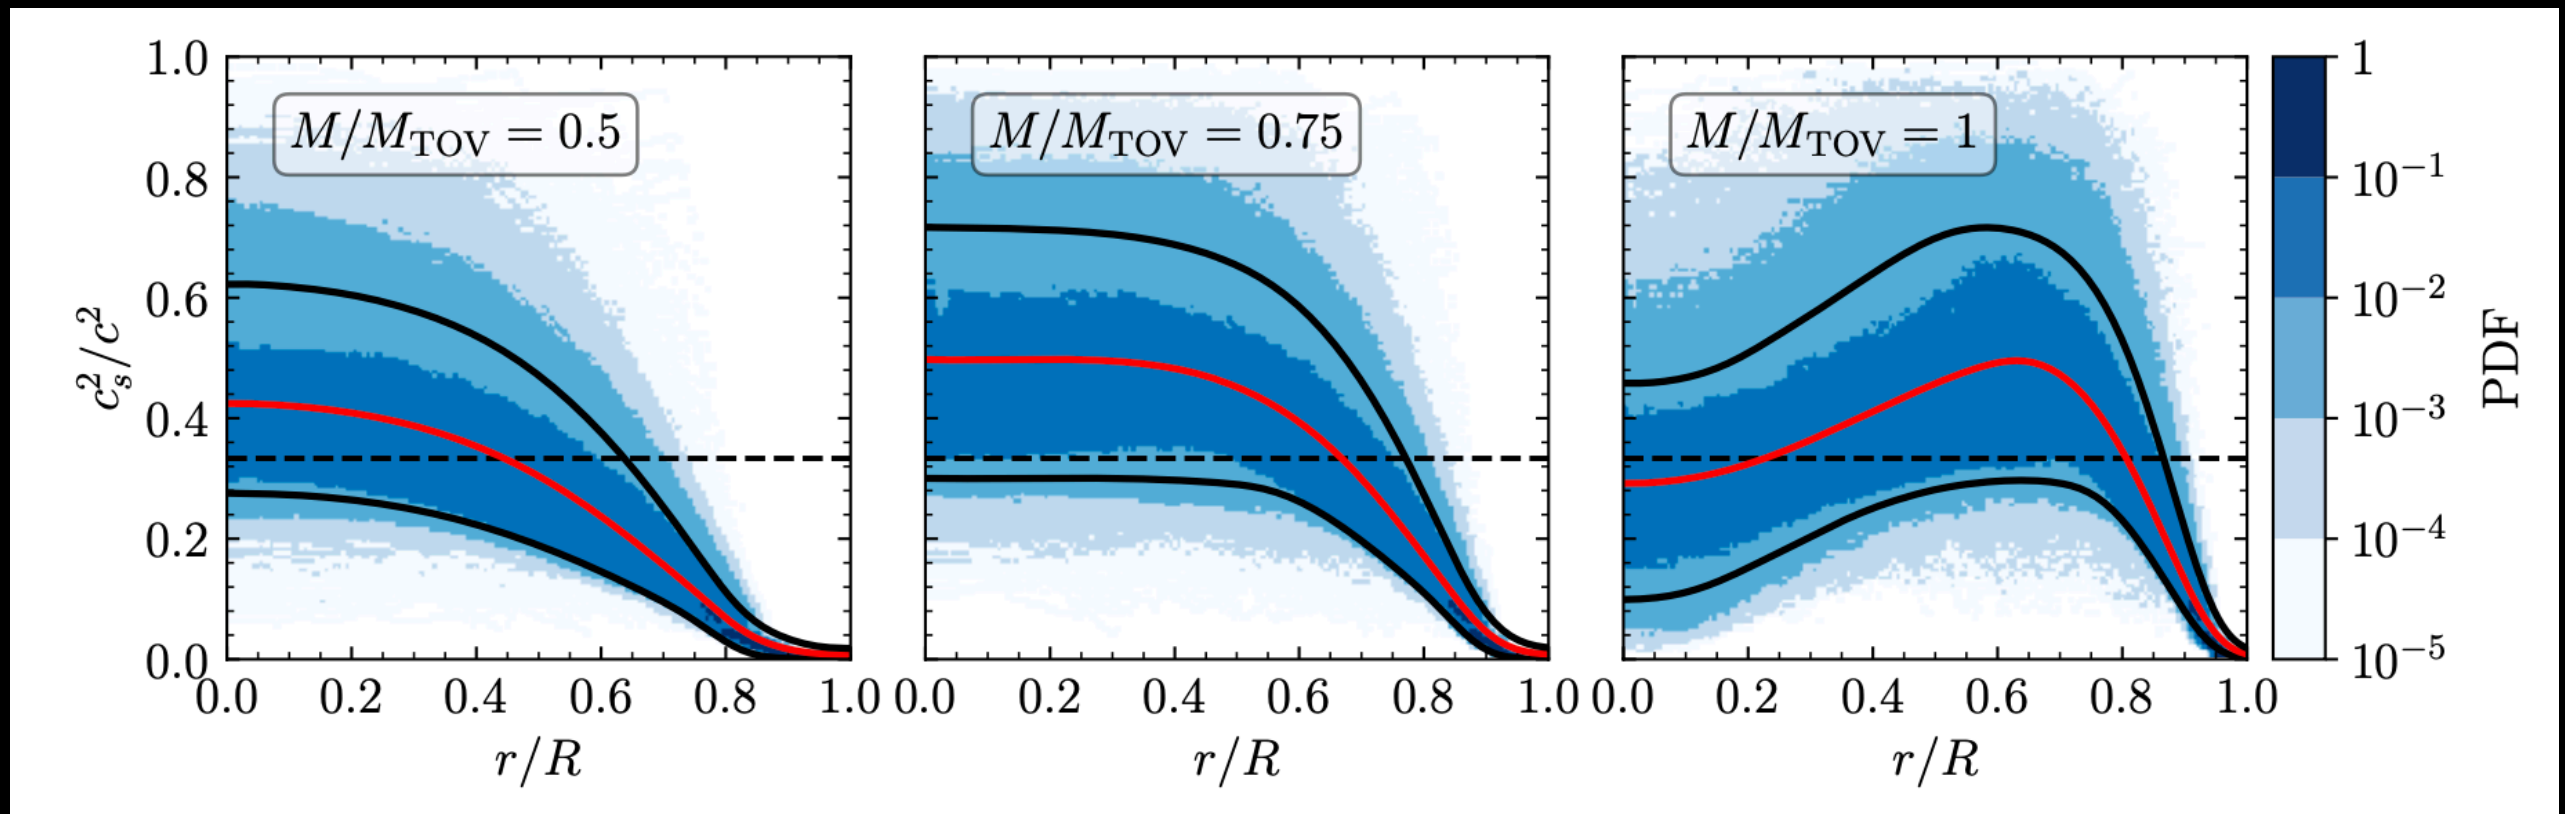 M/M_TOV = 0.5
M/M_TOV = 0.75
M/M_TOV = 1
c_s^2/c^2
1.0
0.8
0.6
0.4
0.2
0.0
0.0 0.2 0.4 0.6 0.8 1.0
0.0 0.2 0.4 0.6 0.8 1.0
0.0 0.2 0.4 0.6 0.8 1.0
r/R
r/R
r/R
1
10^−1
10^−2
10^−3
10^−4
10^−5
PDF